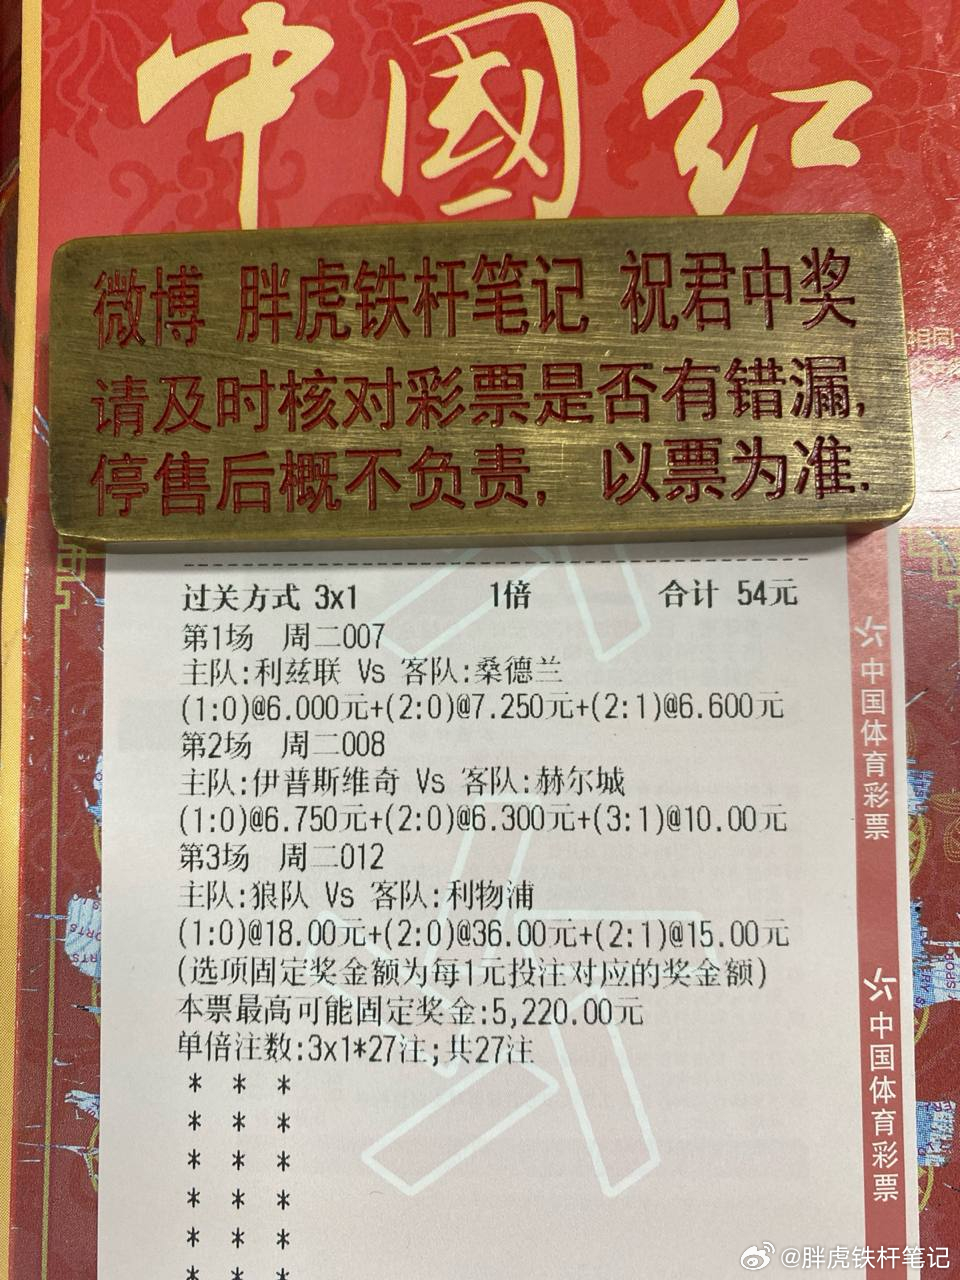 中國红
微博 胖虎铁杆笔记 祝君中奖
请及时核对彩票是否有错漏,
停售后概不负责, 以票为准.
相同
过关方式 3x1 1倍 合计 54元
第1场 周二007
主队:利兹联 Vs 客队:桑德兰
(1:0)@6.000元+(2:0)@7.250元+(2:1)@6.600元
第2场 周二008
主队:伊普斯维奇 Vs 客队:赫尔城
(1:0)@6.750元+(2:0)@6.300元+(3:1)@10.00元
第3场 周二012
主队:狼队 Vs 客队:利物浦
(1:0)@18.00元+(2:0)@36.00元+(2:1)@15.00元
(选项固定奖金额为每1元投注对应的奖金额)
本票最高可能固定奖金:5,220.00元
单倍注数:3x1*27注;共27注
* * *
* * *
* * *
* * *
* * *
* * *
中国体育彩票
中国体育彩票
@胖虎铁杆笔记